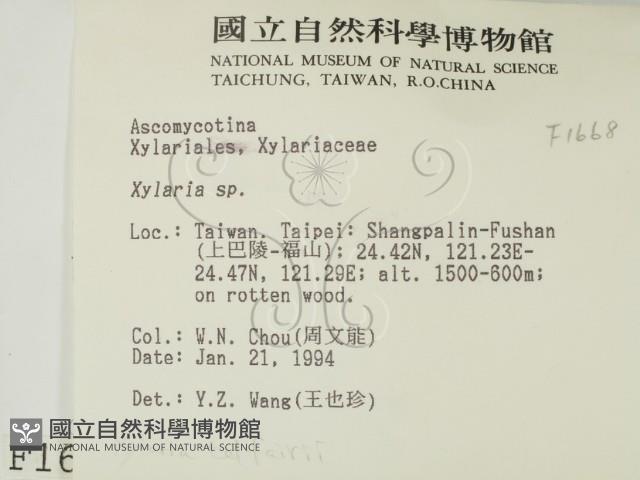 國立自然科學博物館
NATIONAL MUSEUM OF NATURAL SCIENCE
TAICHUNG, TAIWAN, R.O.CHINA
F1668
Ascomycotina
Xylariales, Xylariaceae
Xylaria sp.
Loc.: Taiwan. Taipei: Shangpalin-Fushan
(上巴陵-福山); 24.42N, 121.23E-
24.47N, 121.29E; alt. 1500-600m;
on rotten wood.
Col.: W.N. Chou(周文能)
Date: Jan. 21, 1994
Det.: Y.Z. Wang(王也珍)
國立自然科學博物館
NATIONAL MUSEUM OF NATURAL SCIENCE
F16